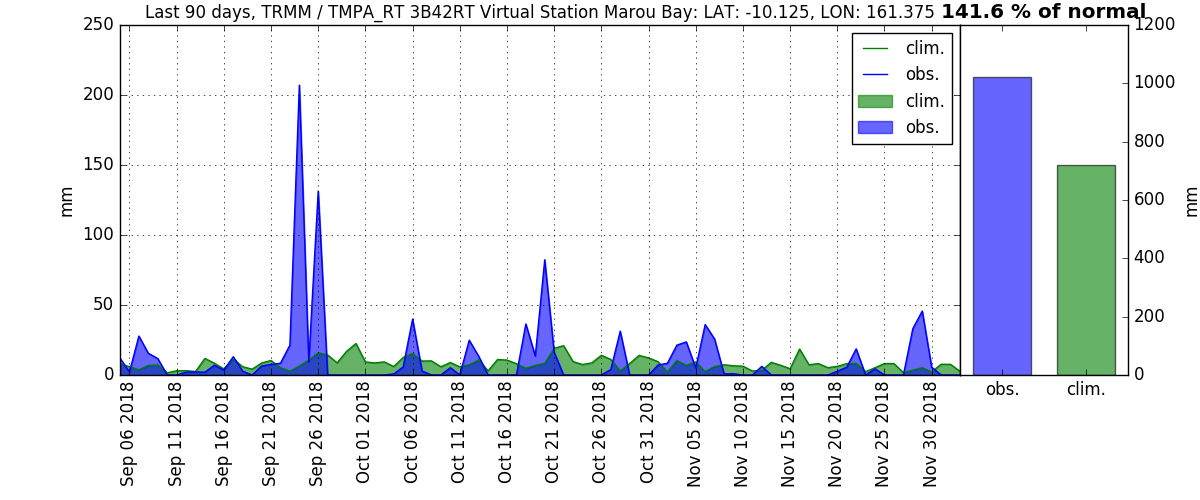 Last 90 days, TRMM / TMPA_RT 3B42RT Virtual Station Marou Bay: LAT: -10.125, LON: 161.375 141.6 % of normal
250
200
150
100
50
0
mm
clim.
obs.
clim.
obs.
1200
1000
800
600
400
200
0
mm
obs.
clim.
Sep 06 2018
Sep 11 2018
Sep 16 2018
Sep 21 2018
Sep 26 2018
Oct 01 2018
Oct 06 2018
Oct 11 2018
Oct 16 2018
Oct 21 2018
Oct 26 2018
Oct 31 2018
Nov 05 2018
Nov 10 2018
Nov 15 2018
Nov 20 2018
Nov 25 2018
Nov 30 2018